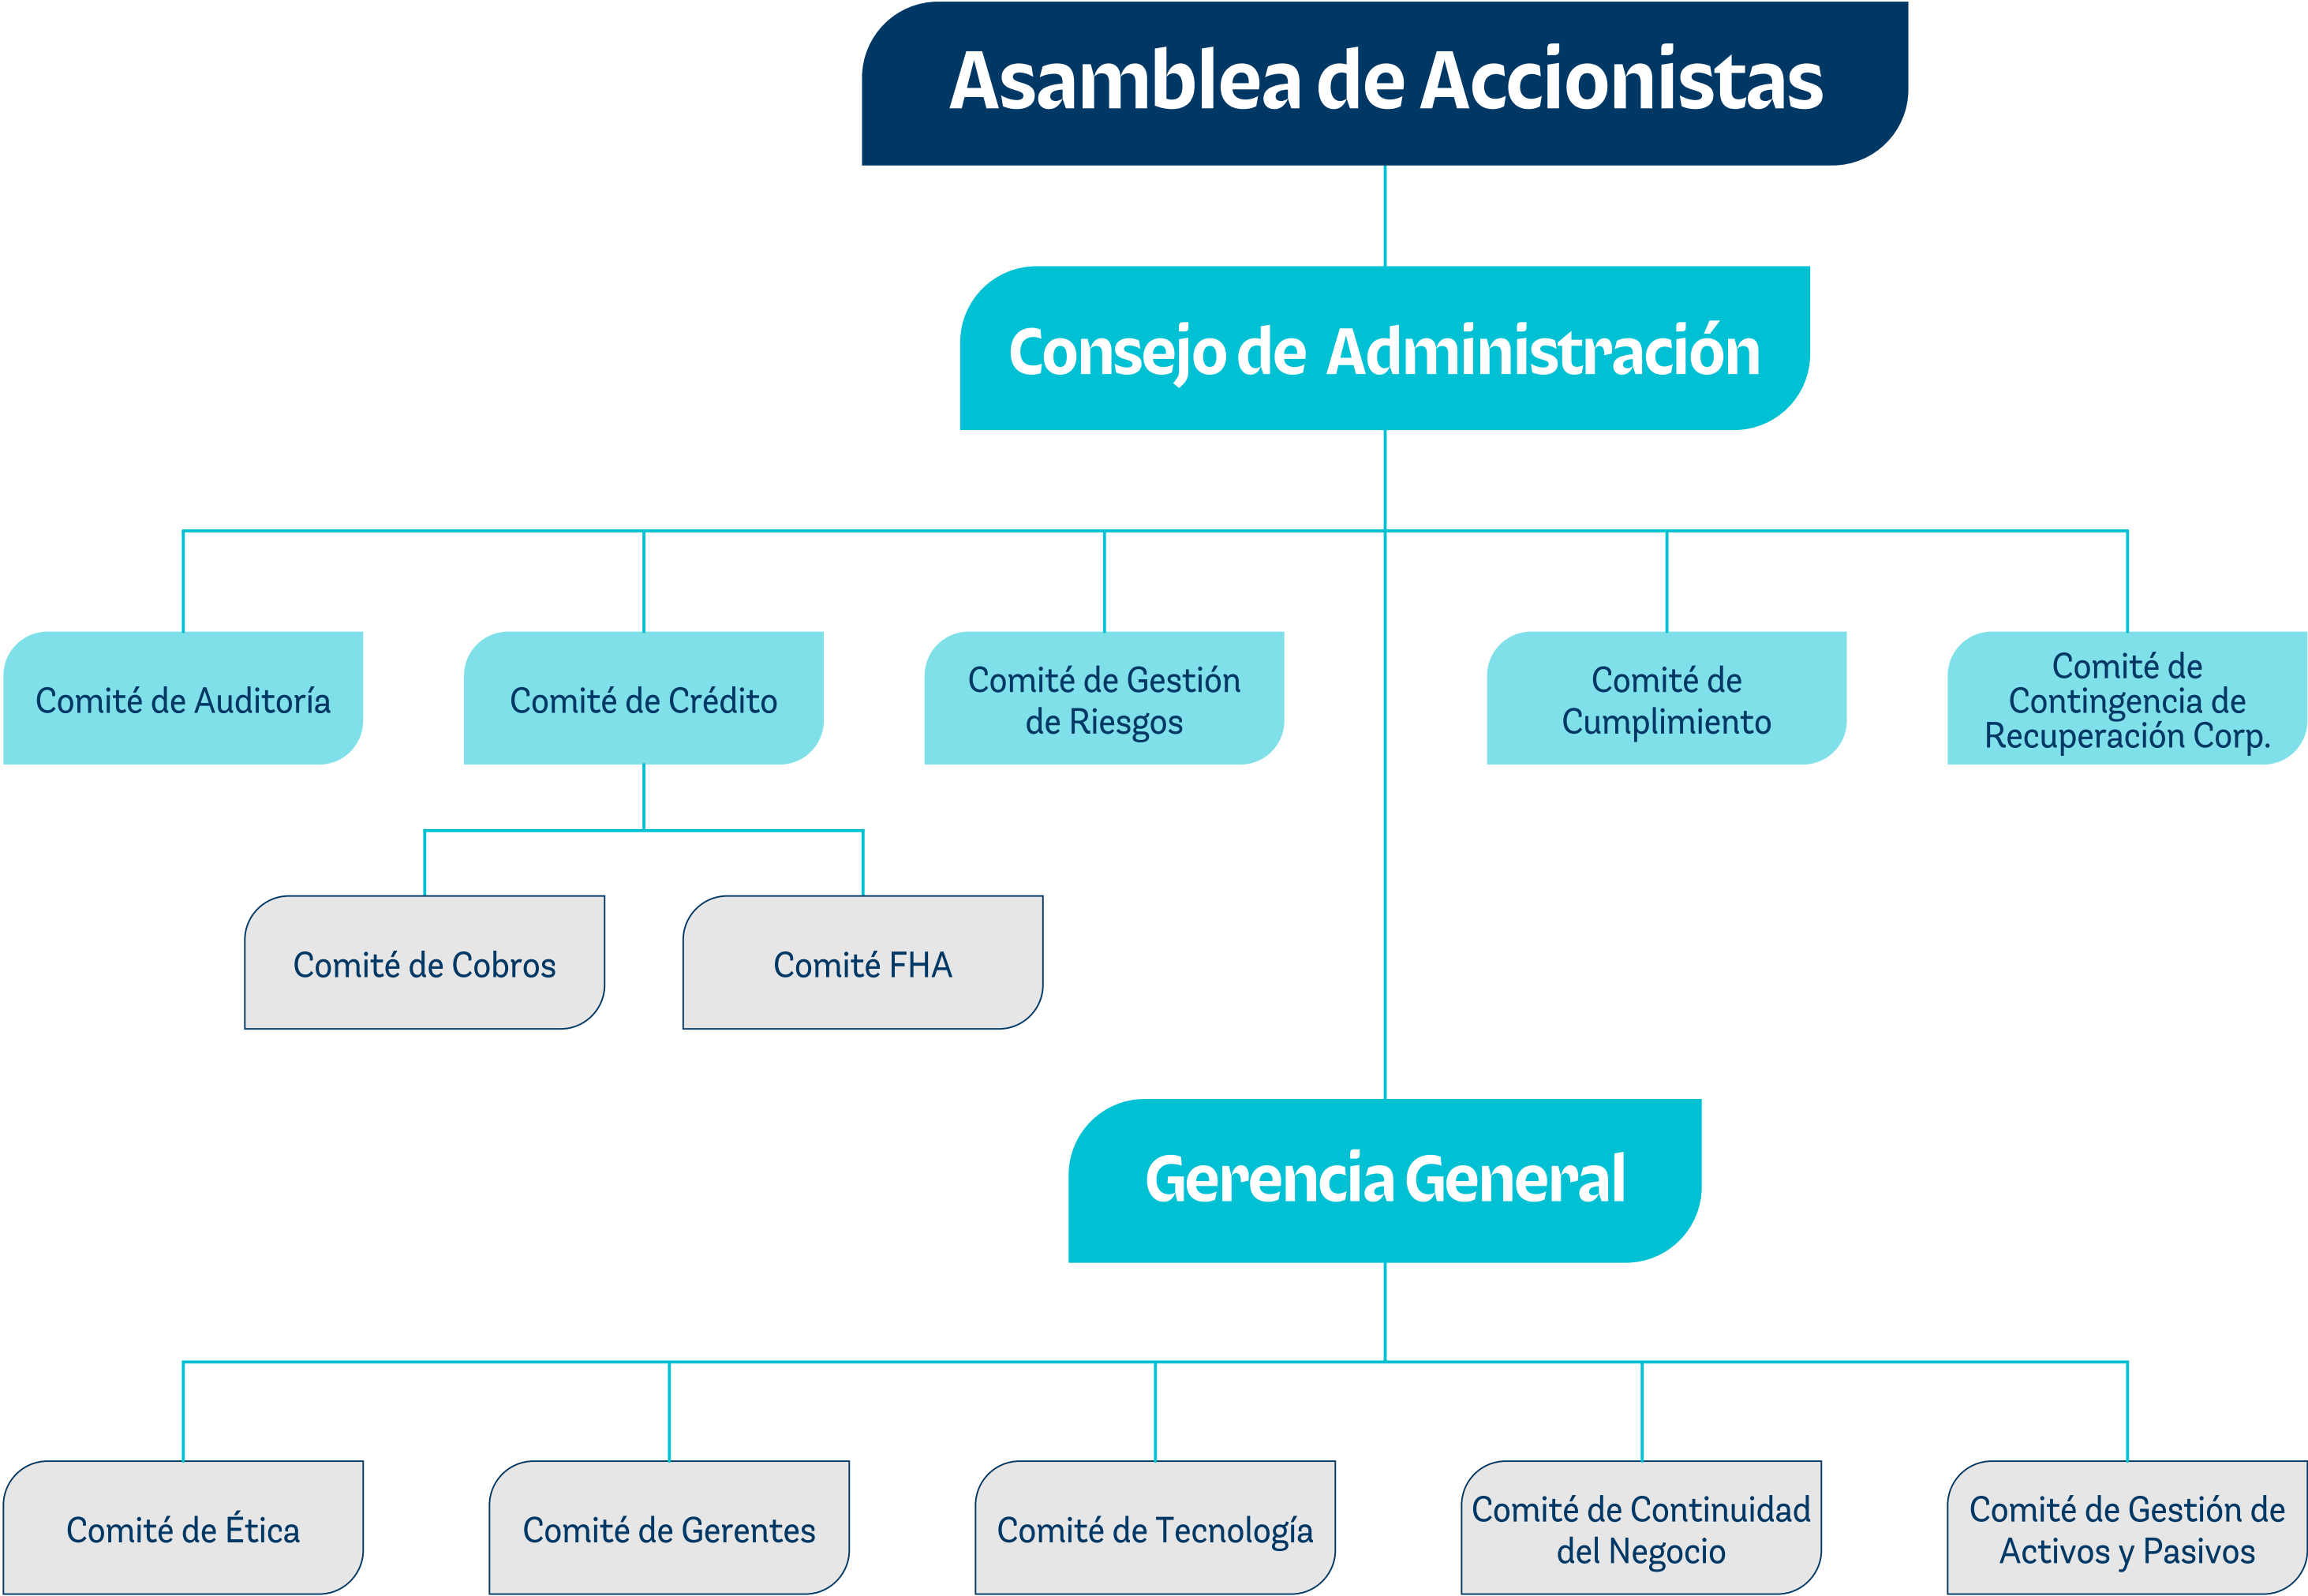 Asamblea de Accionistas
Consejo de Administración
Comité de Auditoría
Comité de Crédito
Comité de Gestión
de Riesgos
Comité de
Cumplimiento
Comité de
Contingencia de
Recuperación Corp.
Comité de Cobros
Comité FHA
Gerencia General
Comité de Ética
Comité de Gerentes
Comité de Tecnología
Comité de Continuidad
del Negocio
Comité de Gestión de
Activos y Pasivos